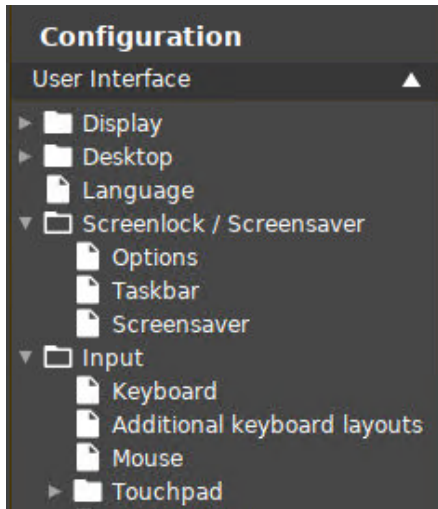 Configuration
User Interface
Display
Desktop
Language
Screenlock / Screensaver
Options
Taskbar
Screensaver
Input
Keyboard
Additional keyboard layouts
Mouse
Touchpad